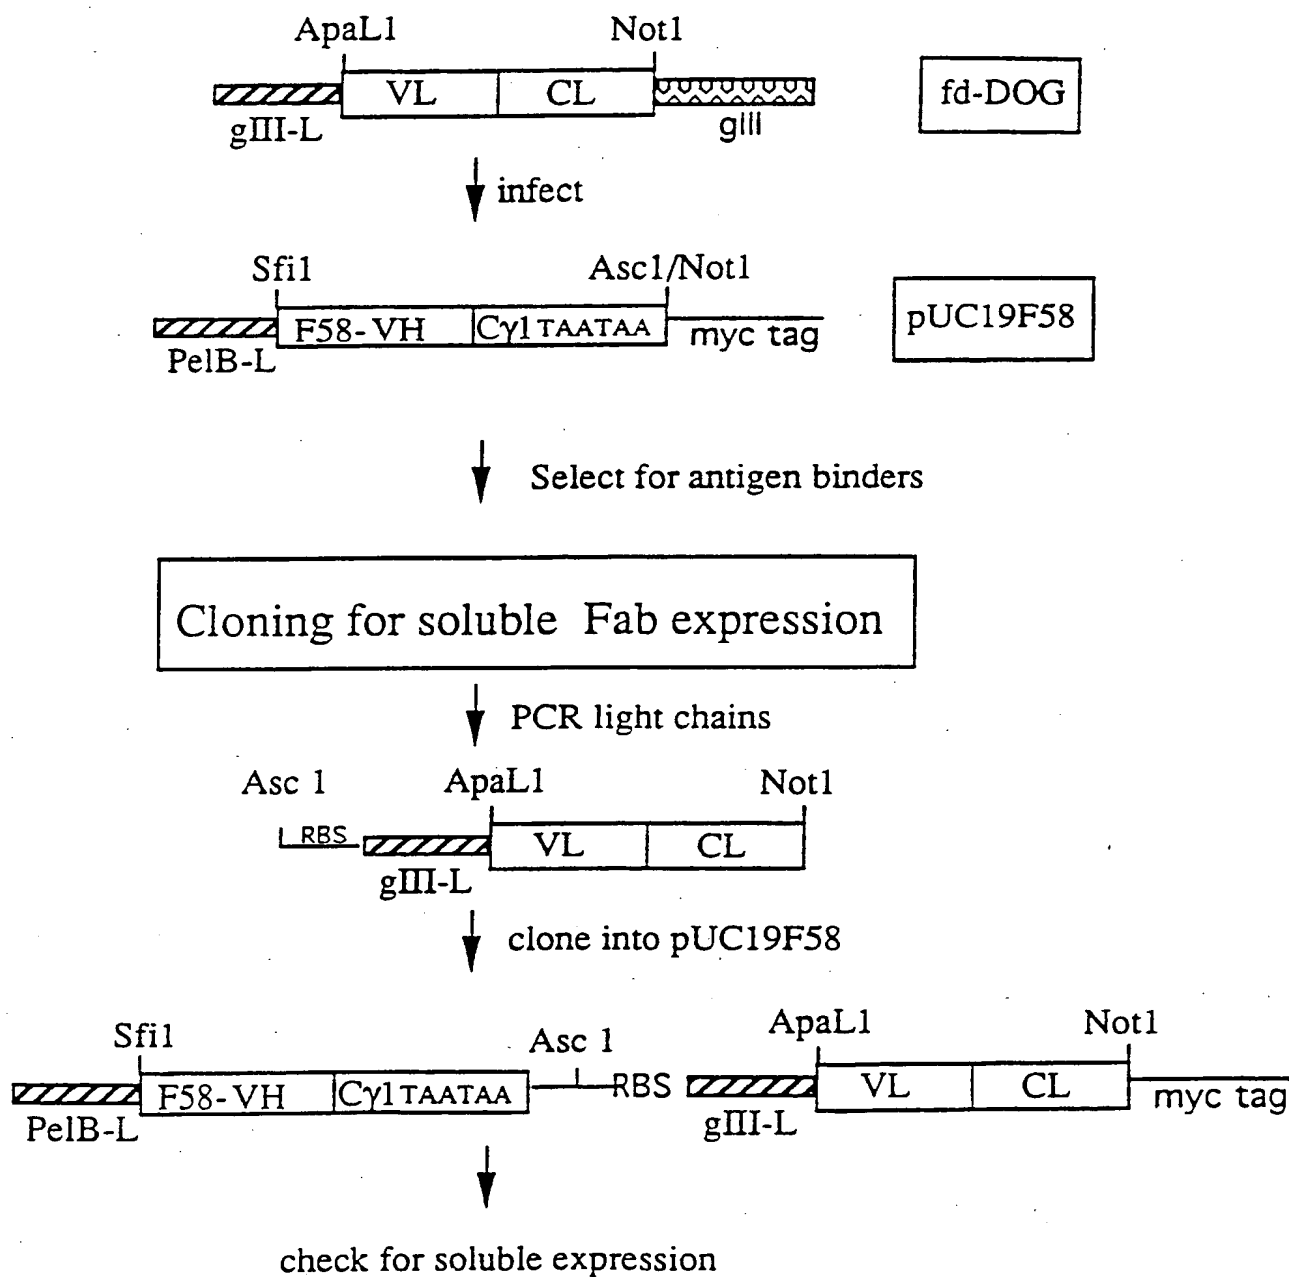 ApaL1 Not1
VL CL
fd-DOG
gIII-L gIII
infect
Sfi1 Asc1/Not1
F58-VH Cγ1 TAATAA
pUC19F58
PelB-L myc tag
Select for antigen binders
Cloning for soluble Fab expression
PCR light chains
Asc 1 ApaL1 Not1
RBS VL CL
gIII-L
clone into pUC19F58
Sfi1 Asc 1 ApaL1 Not1
F58-VH Cγ1 TAATAA RBS VL CL myc tag
PelB-L gIII-L
check for soluble expression